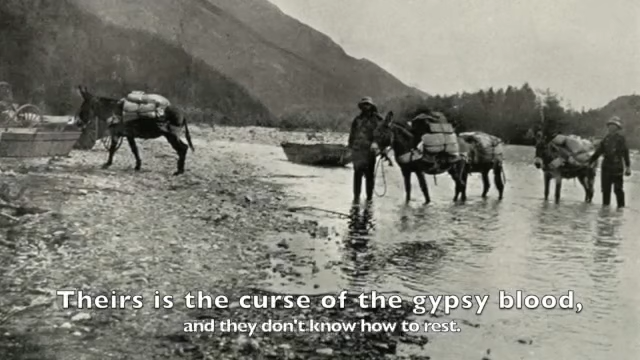 Theirs is the curse of the gypsy blood,
and they don't know how to rest.